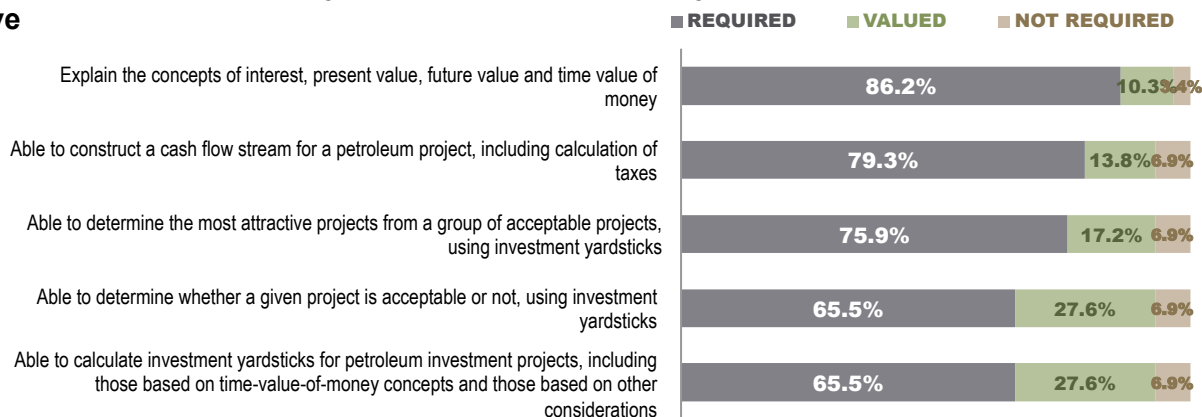 REQUIRED VALUED NOT REQUIRED
Explain the concepts of interest, present value, future value and time value of
money
86.2% 10.3% 3.4%
Able to construct a cash flow stream for a petroleum project, including calculation of
taxes
79.3% 13.8% 6.9%
Able to determine the most attractive projects from a group of acceptable projects,
using investment yardsticks
75.9% 17.2% 6.9%
Able to determine whether a given project is acceptable or not, using investment
yardsticks
65.5% 27.6% 6.9%
Able to calculate investment yardsticks for petroleum investment projects, including
those based on time-value-of-money concepts and those based on other
considerations
65.5% 27.6% 6.9%